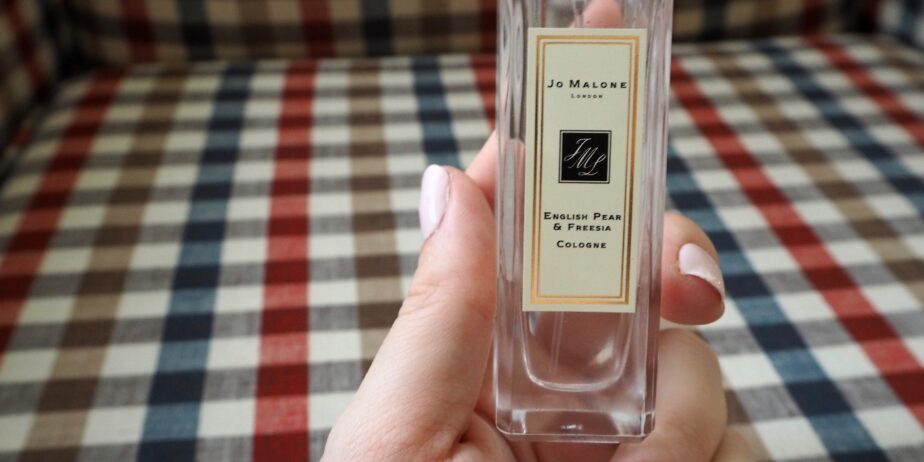 Jo Malone
London
JML
English Pear
& Freesia
Cologne